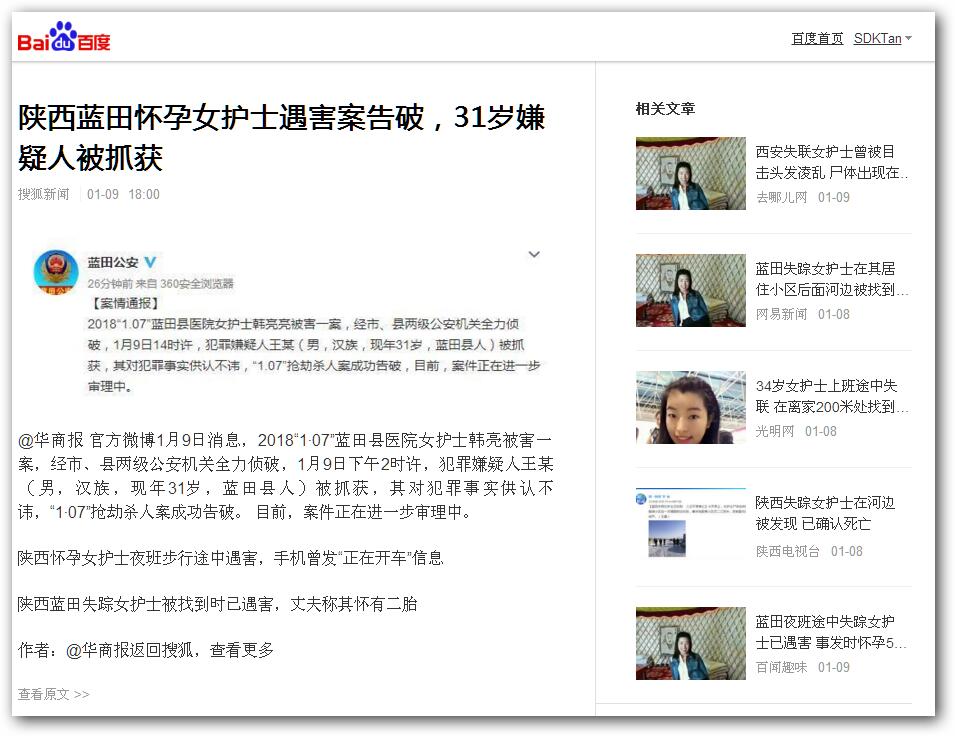 Bai du 百度
百度首页 SDKTan
陕西蓝田怀孕女护士遇害案告破，31岁嫌
疑人被抓获
搜狐新闻 01-09 18:00
蓝田公安
26分钟前 来自 360安全浏览器
【案情通报】
2018“1.07”蓝田县医院女护士韩亮亮被害一案，经市、县两级公安机关全力侦
破，1月9日14时许，犯罪嫌疑人王某（男，汉族，现年31岁，蓝田县人）被抓
获，其对犯罪事实供认不讳，“1.07”抢劫杀人案成功告破，目前，案件正在进一步
审理中。
@华商报 官方微博1月9日消息，2018“1·07”蓝田县医院女护士韩亮被害一
案，经市、县两级公安机关全力侦破，1月9日下午2时许，犯罪嫌疑人王某
（男，汉族，现年31岁，蓝田县人）被抓获，其对犯罪事实供认不
讳，“1·07”抢劫杀人案成功告破。 目前，案件正在进一步审理中。
陕西怀孕女护士夜班步行途中遇害，手机曾发“正在开车”信息
陕西蓝田失踪女护士被找到时已遇害，丈夫称其怀有二胎
作者：@华商报返回搜狐，查看更多
查看原文 >>
相关文章
西安失联女护士曾被目
击头发凌乱 尸体出现在...
去哪儿网 01-09
蓝田失踪女护士在其居
住小区后面河边被找到...
网易新闻 01-08
34岁女护士上班途中失
联 在离家200米处找到...
光明网 01-08
陕西失踪女护士在河边
被发现 已确认死亡
陕西电视台 01-08
蓝田夜班途中失踪女护
士已遇害 事发时怀孕5...
百闻趣味 01-09